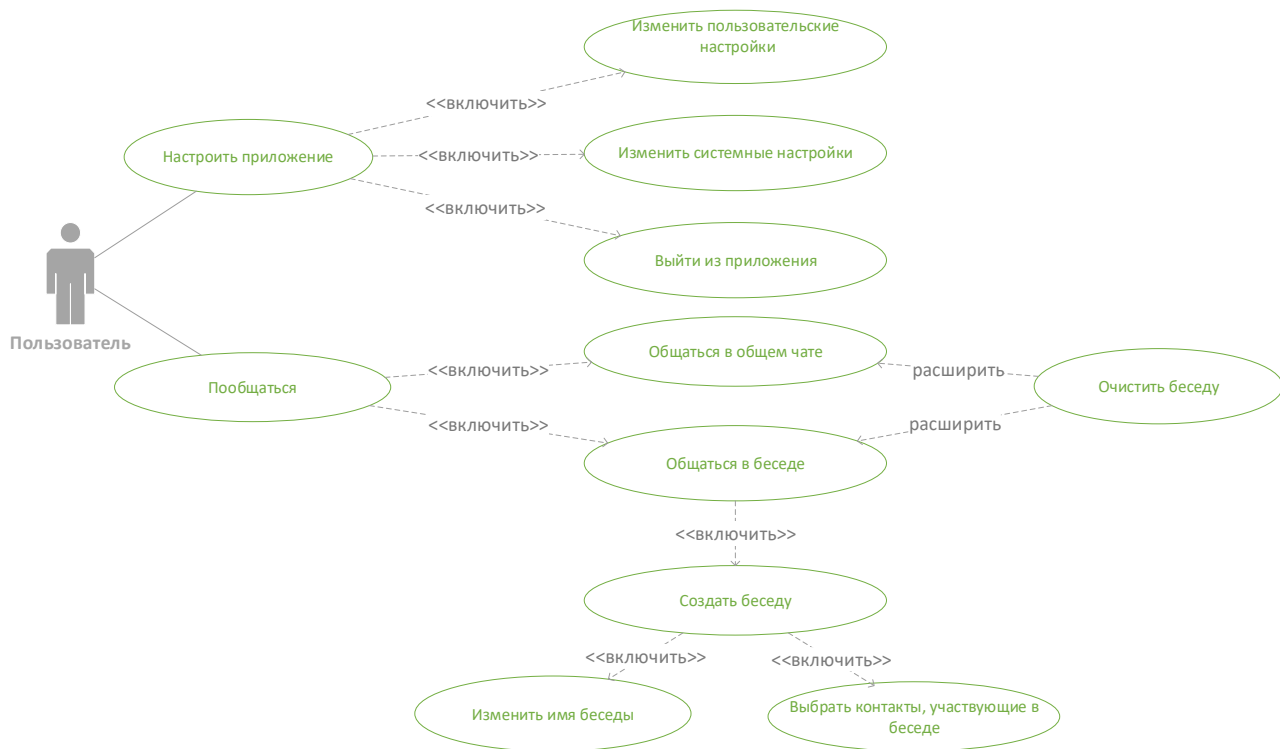 Изменить пользовательские
настройки
<<включить>>
Настроить приложение
<<включить>>
Изменить системные настройки
<<включить>>
Выйти из приложения
Пользователь
Общаться в общем чате
<<включить>>
расширить
Пообщаться
Очистить беседу
<<включить>>
расширить
Общаться в беседе
<<включить>>
Создать беседу
<<включить>>
<<включить>>
Изменить имя беседы
Выбрать контакты, участвующие в
беседе